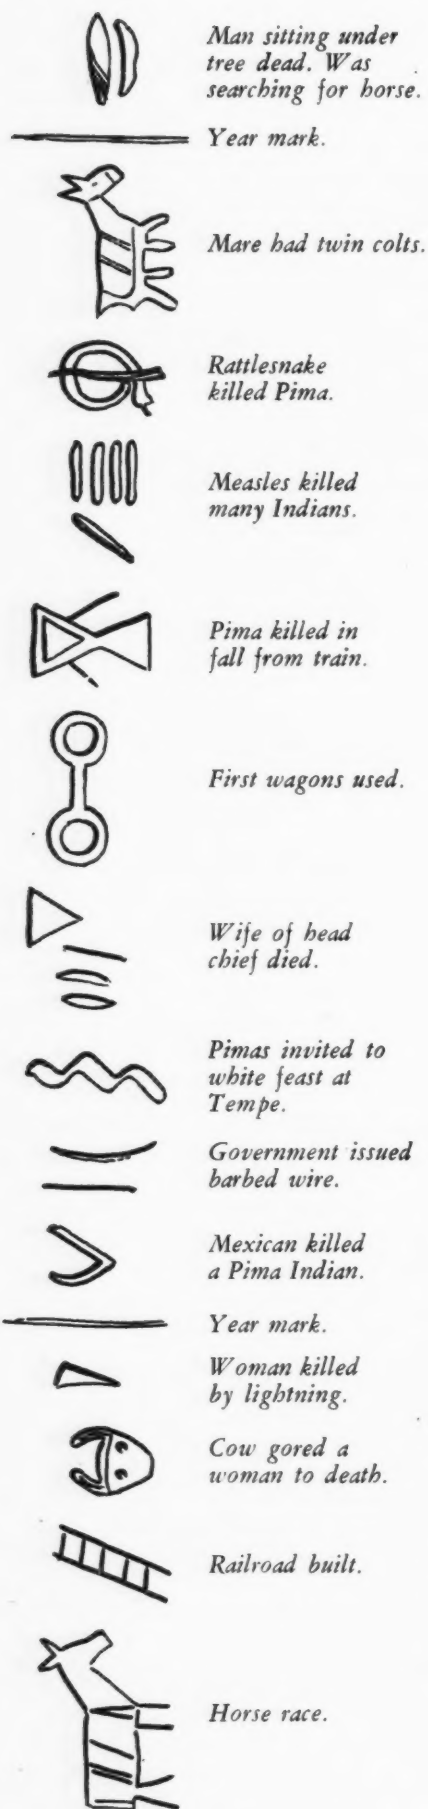 Man sitting under
tree dead. Was
searching for horse.
Year mark.
Mare had twin colts.
Rattlesnake
killed Pima.
Measles killed
many Indians.
Pima killed in
fall from train.
First wagons used.
Wife of head
chief died.
Pimas invited to
white feast at
Tempe.
Government issued
barbed wire.
Mexican killed
a Pima Indian.
Year mark.
Woman killed
by lightning.
Cow gored a
woman to death.
Railroad built.
Horse race.